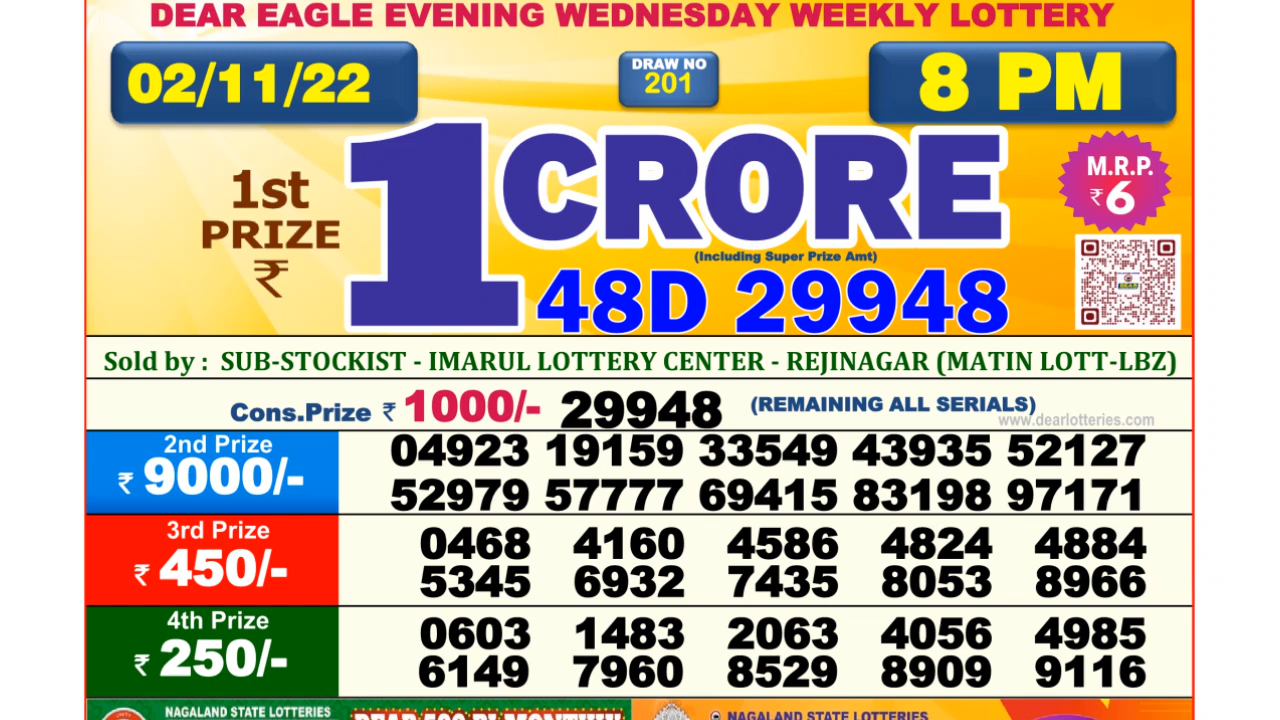 DEAR EAGLE EVENING WEDNESDAY WEEKLY LOTTERY
02/11/22
DRAW NO
201
8 PM
1st
PRIZE
₹
1 CRORE
(Including Super Prize Amt)
48D 29948
M.R.P.
₹ 6
Sold by : SUB-STOCKIST - IMARUL LOTTERY CENTER - REJINAGAR (MATIN LOTT-LBZ)
Cons.Prize ₹ 1000/- 29948 (REMAINING ALL SERIALS)
www.dearlotteries.com
2nd Prize
₹ 9000/-
04923 19159 33549 43935 52127
52979 57777 69415 83198 97171
3rd Prize
₹ 450/-
0468 4160 4586 4824 4884
5345 6932 7435 8053 8966
4th Prize
₹ 250/-
0603 1483 2063 4056 4985
6149 7960 8529 8909 9116
NAGALAND STATE LOTTERIES
DEAR 500 BI-MONTHLY
NAGALAND STATE LOTTERIES